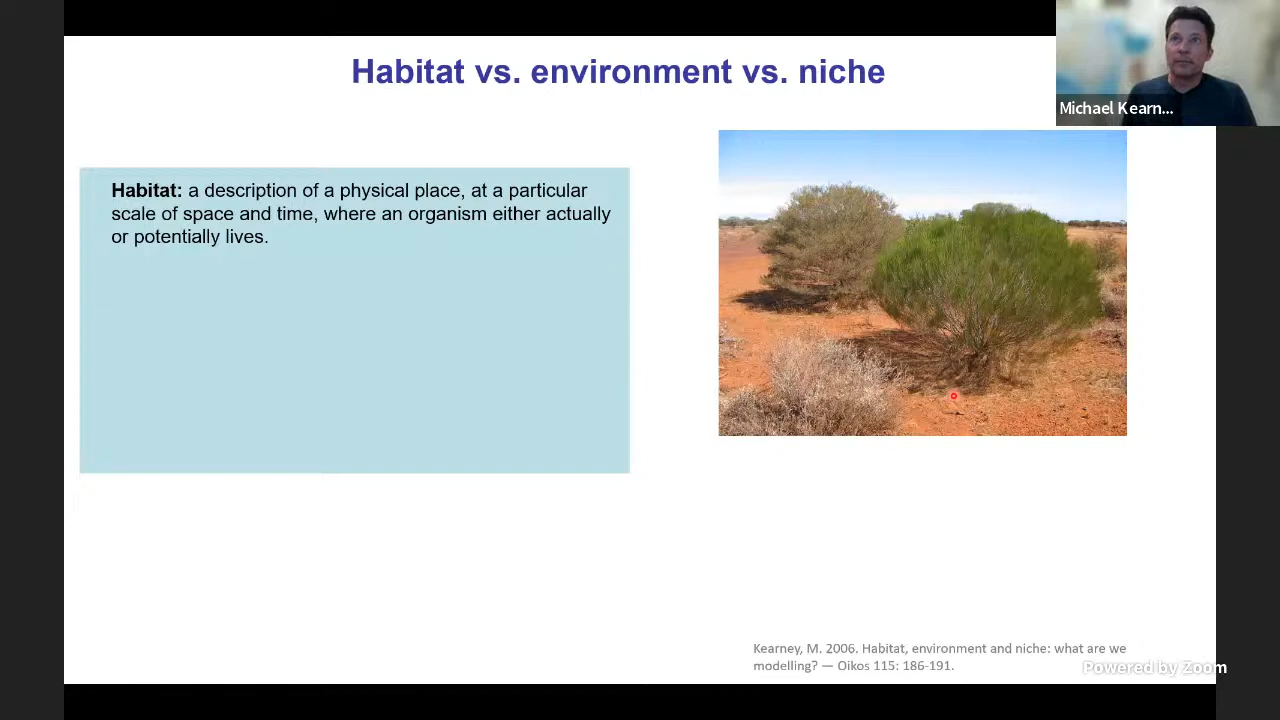 Habitat vs. environment vs. niche
Michael Kearn...
Habitat: a description of a physical place, at a particular
scale of space and time, where an organism either actually
or potentially lives.
Kearney, M. 2006. Habitat, environment and niche: what are we
modelling? — Oikos 115: 186-191.
Powered by Zoom